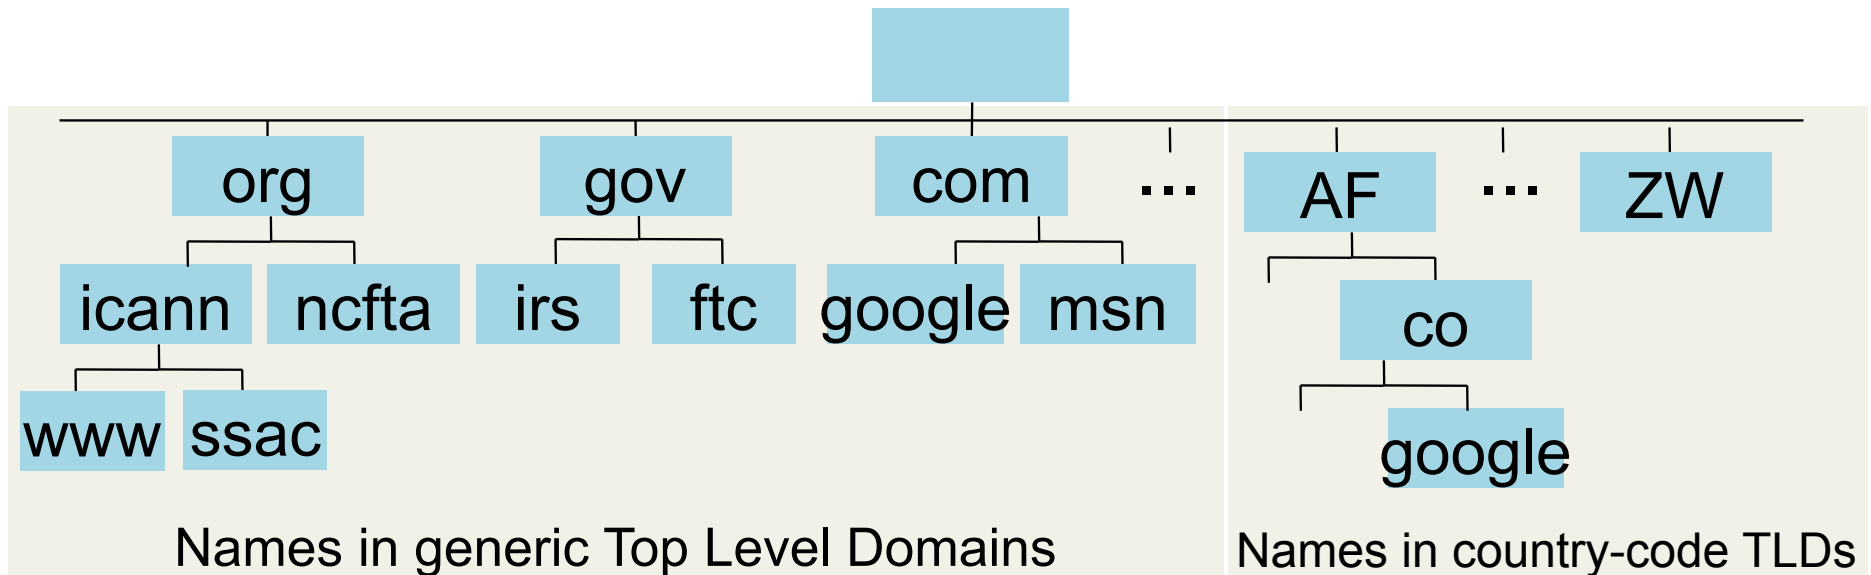 org gov com ... AF ... ZW
icann ncfta irs ftc google msn co
www ssac google
Names in generic Top Level Domains
Names in country-code TLDs